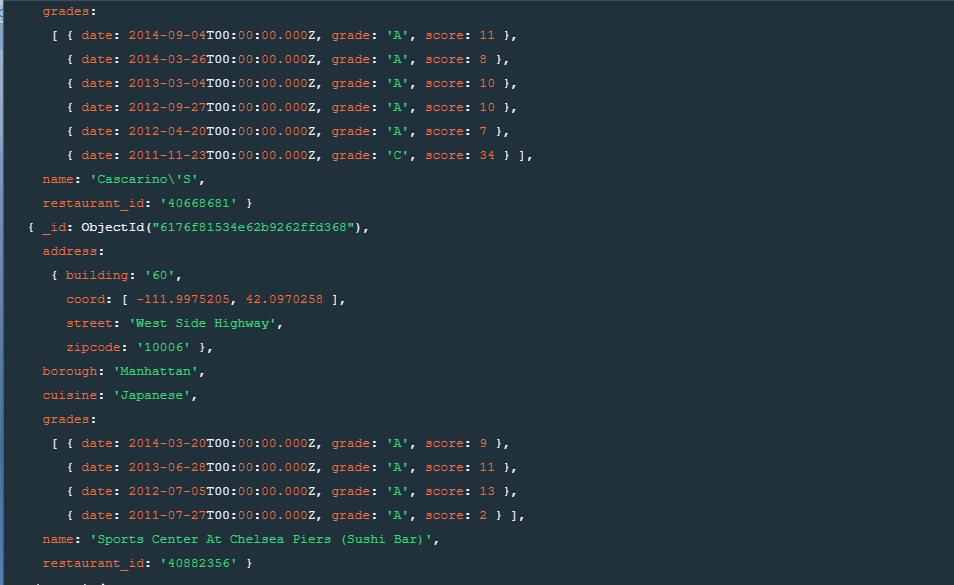 grades:
[ { date: 2014-09-04T00:00:00.000Z, grade: 'A', score: 11 },
{ date: 2014-03-26T00:00:00.000Z, grade: 'A', score: 8 },
{ date: 2013-03-04T00:00:00.000Z, grade: 'A', score: 10 },
{ date: 2012-09-27T00:00:00.000Z, grade: 'A', score: 10 },
{ date: 2012-04-20T00:00:00.000Z, grade: 'A', score: 7 },
{ date: 2011-11-23T00:00:00.000Z, grade: 'C', score: 34 } ],
name: 'Cascarino\'S',
restaurant_id: '40668681' }
{ _id: ObjectId("6176f81534e62b9262ffd368"),
address:
{ building: '60',
coord: [ -111.9975205, 42.0970258 ],
street: 'West Side Highway',
zipcode: '10006' },
borough: 'Manhattan',
cuisine: 'Japanese',
grades:
[ { date: 2014-03-20T00:00:00.000Z, grade: 'A', score: 9 },
{ date: 2013-06-28T00:00:00.000Z, grade: 'A', score: 11 },
{ date: 2012-07-05T00:00:00.000Z, grade: 'A', score: 13 },
{ date: 2011-07-27T00:00:00.000Z, grade: 'A', score: 2 } ],
name: 'Sports Center At Chelsea Piers (Sushi Bar)',
restaurant_id: '40882356' }